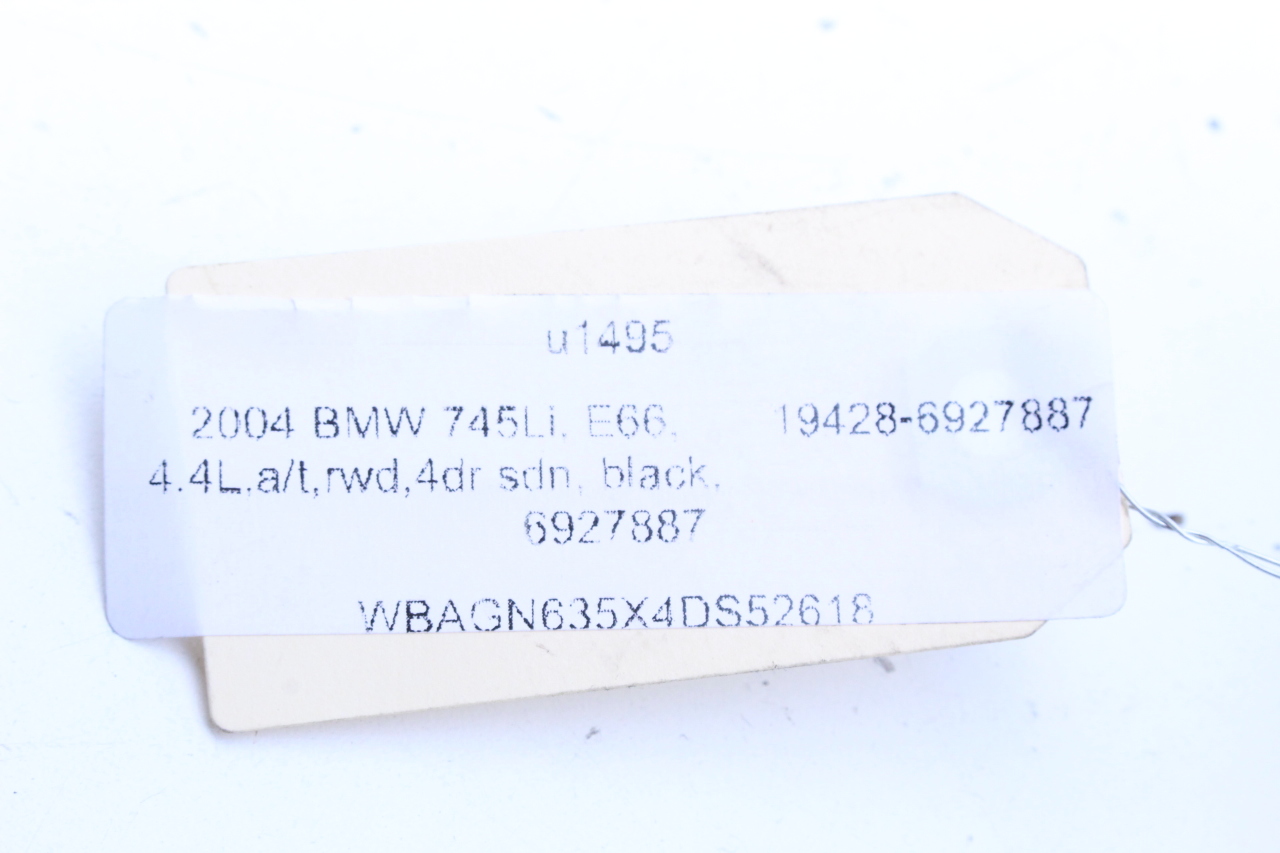 u1495
2004 BMW 745Li, E66, 19428-6927887
4.4L,a/t,rwd,4dr sdn, black,
6927887
WBAGN635X4DS52618